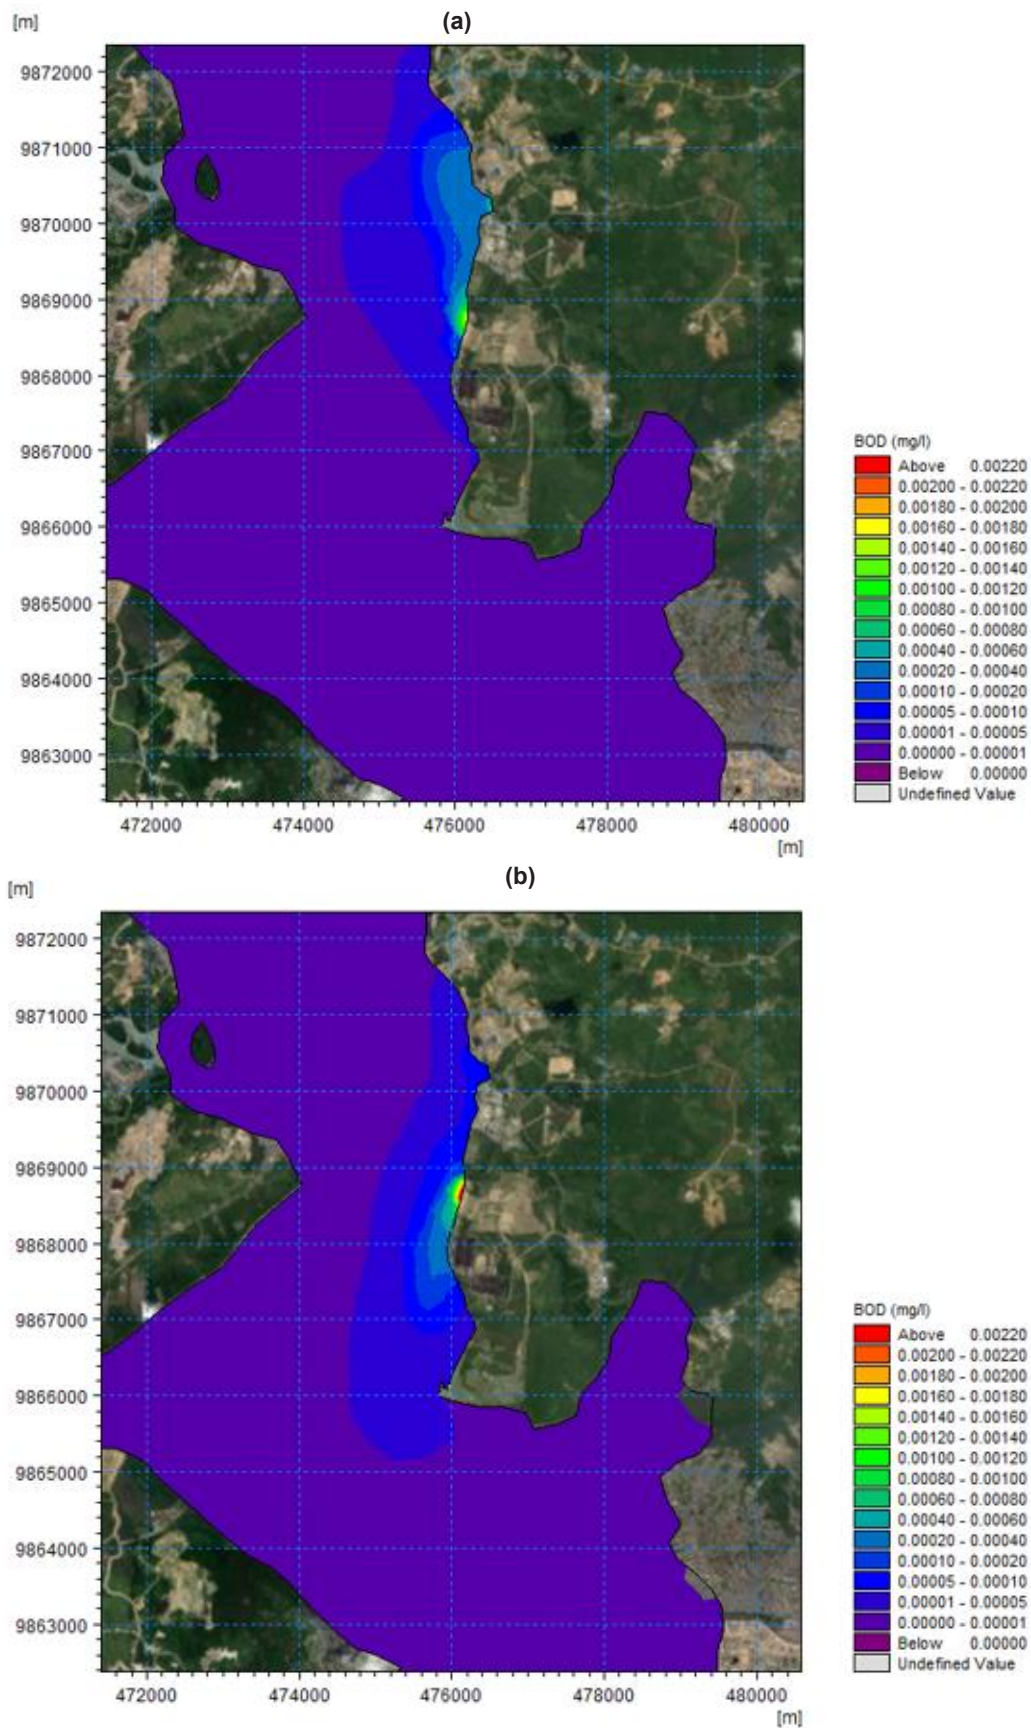 (a)
[m]
9872000
9871000
9870000
9869000
9868000
9867000
9866000
9865000
9864000
9863000
472000 474000 476000 478000 480000
[m]
BOD (mg/l)
Above 0.00220
0.00200 - 0.00220
0.00180 - 0.00200
0.00160 - 0.00180
0.00140 - 0.00160
0.00120 - 0.00140
0.00100 - 0.00120
0.00080 - 0.00100
0.00060 - 0.00080
0.00040 - 0.00060
0.00020 - 0.00040
0.00010 - 0.00020
0.00005 - 0.00010
0.00001 - 0.00005
0.00000 - 0.00001
Below 0.00000
Undefined Value
(b)
[m]
9872000
9871000
9870000
9869000
9868000
9867000
9866000
9865000
9864000
9863000
472000 474000 476000 478000 480000
[m]
BOD (mg/l)
Above 0.00220
0.00200 - 0.00220
0.00180 - 0.00200
0.00160 - 0.00180
0.00140 - 0.00160
0.00120 - 0.00140
0.00100 - 0.00120
0.00080 - 0.00100
0.00060 - 0.00080
0.00040 - 0.00060
0.00020 - 0.00040
0.00010 - 0.00020
0.00005 - 0.00010
0.00001 - 0.00005
0.00000 - 0.00001
Below 0.00000
Undefined Value